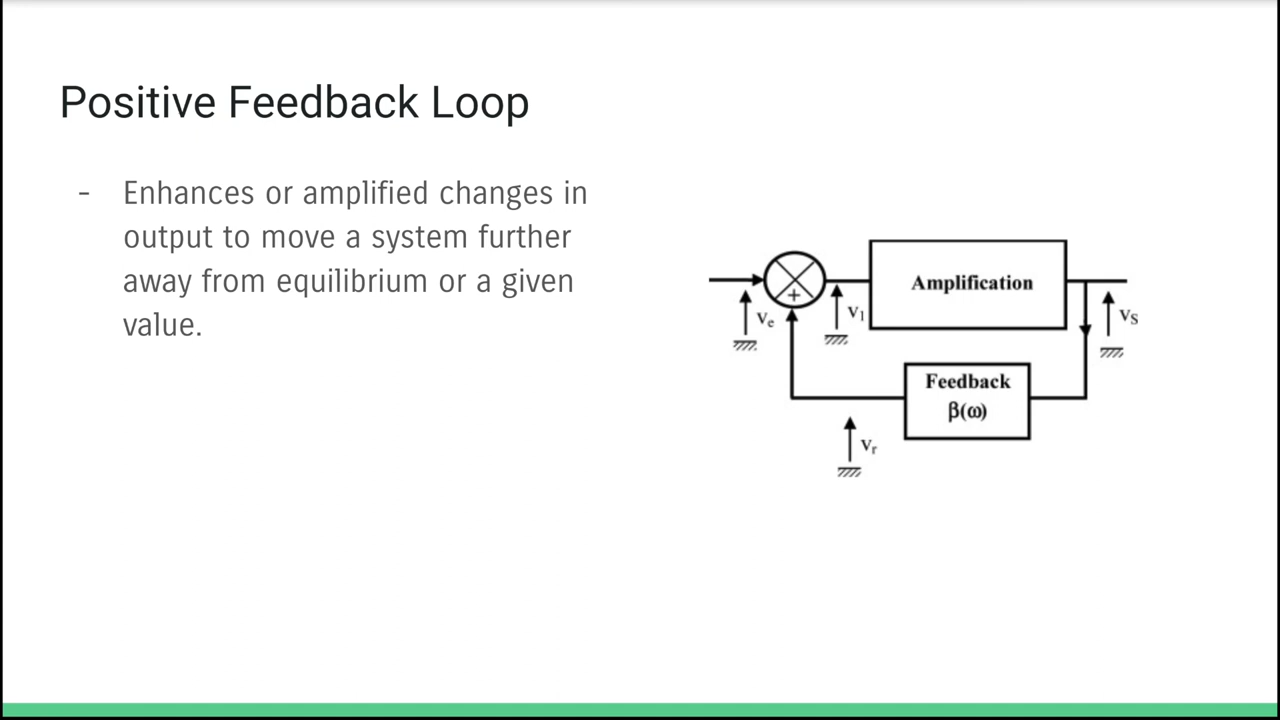 Positive Feedback Loop
- Enhances or amplified changes in
output to move a system further
away from equilibrium or a given
value.
Amplification
+
Ve
V1
VS
Feedback
β(ω)
Vr